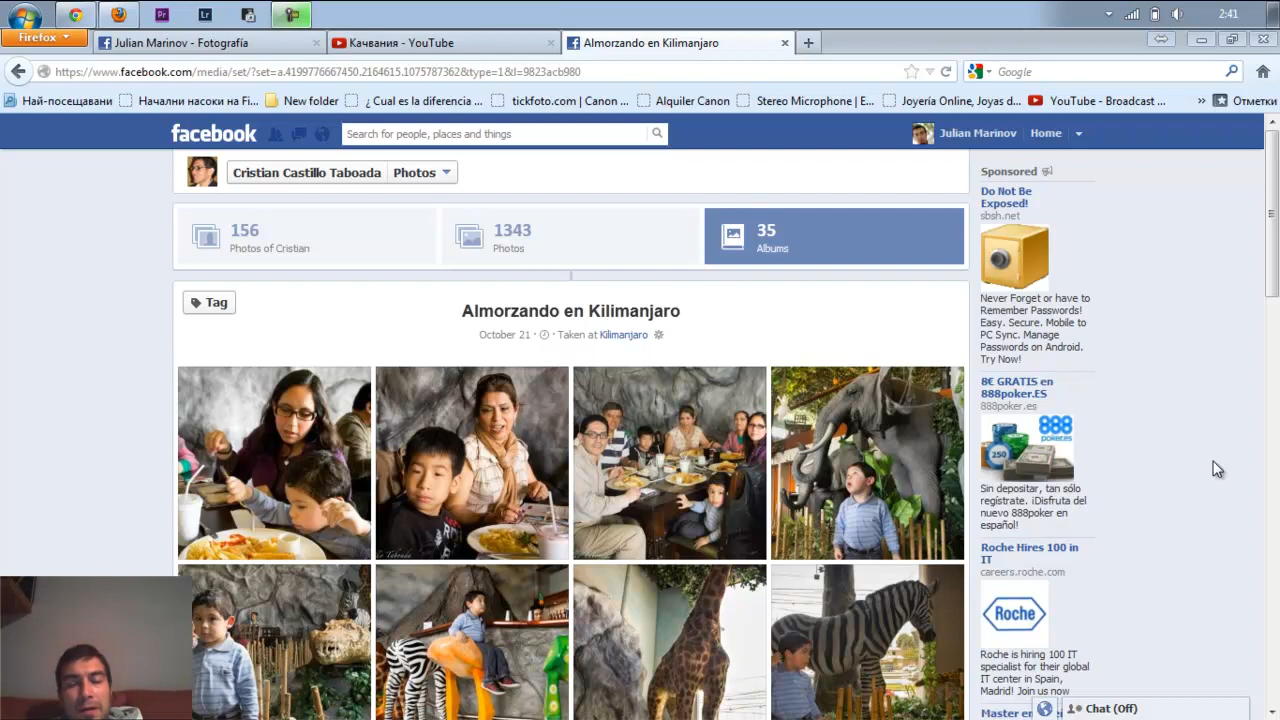 Pr
Lr
2:41
Firefox
Julian Marinov - Fotografía
Качвания - YouTube
Almorzando en Kilimanjaro
https://www.facebook.com/media/set/?set=a.4199776667450.2164615.1075787362&type=1&l=9823acb980
Google
Най-посещавани
Начални насоки на Fi...
New folder
¿ Cual es la diferencia ...
tickfoto.com | Canon ...
Alquiler Canon
Stereo Microphone | E...
Joyería Online, Joyas d...
YouTube - Broadcast ...
»
Отметки
facebook
Search for people, places and things
Julian Marinov
Home
Cristian Castillo Taboada
Photos
156
Photos of Cristian
1343
Photos
35
Albums
Tag
Almorzando en Kilimanjaro
October 21 · Taken at Kilimanjaro
Sponsored
Do Not Be
Exposed!
sbsh.net
Never Forget or have to
Remember Passwords!
Easy. Secure. Mobile to
PC Sync. Manage
Passwords on Android.
Try Now!
8€ GRATIS en
888poker.ES
888poker.es
888
poker.es
250
Sin depositar, tan sólo
regístrate. ¡Disfruta del
nuevo 888poker en
español!
Roche Hires 100 in
IT
careers.roche.com
Roche
Roche is hiring 100 IT
specialist for their global
IT center in Spain,
Madrid! Join us now
Master en
Chat (Off)